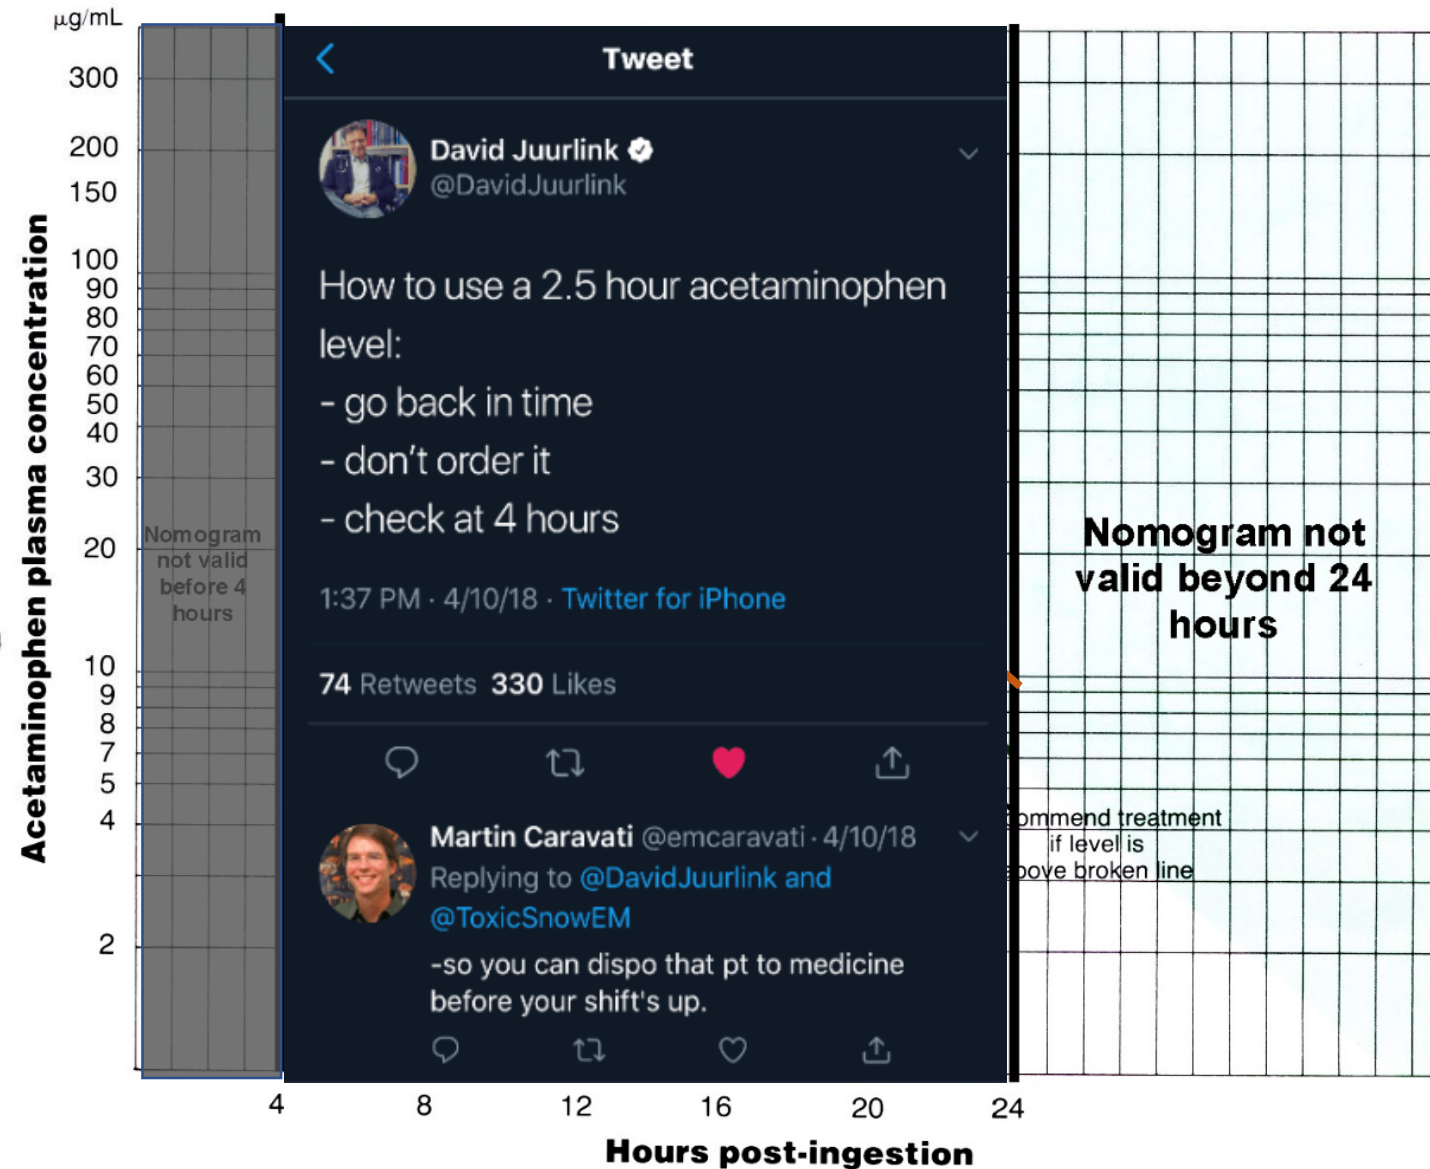 μg/mL
300
200
150
100
90
80
70
60
50
40
30
20
10
9
8
7
5
4
2
Acetaminophen plasma concentration
Nomogram
not valid
before 4
hours
Tweet
David Juurlink
@DavidJuurlink
How to use a 2.5 hour acetaminophen
level:
- go back in time
- don't order it
- check at 4 hours
1:37 PM · 4/10/18 · Twitter for iPhone
74 Retweets 330 Likes
Martin Caravati @emcaravati · 4/10/18
Replying to @DavidJuurlink and
@ToxicSnowEM
-so you can dispo that pt to medicine
before your shift's up.
Nomogram not
valid beyond 24
hours
ommend treatment
if level is
bove broken line
4 8 12 16 20 24
Hours post-ingestion